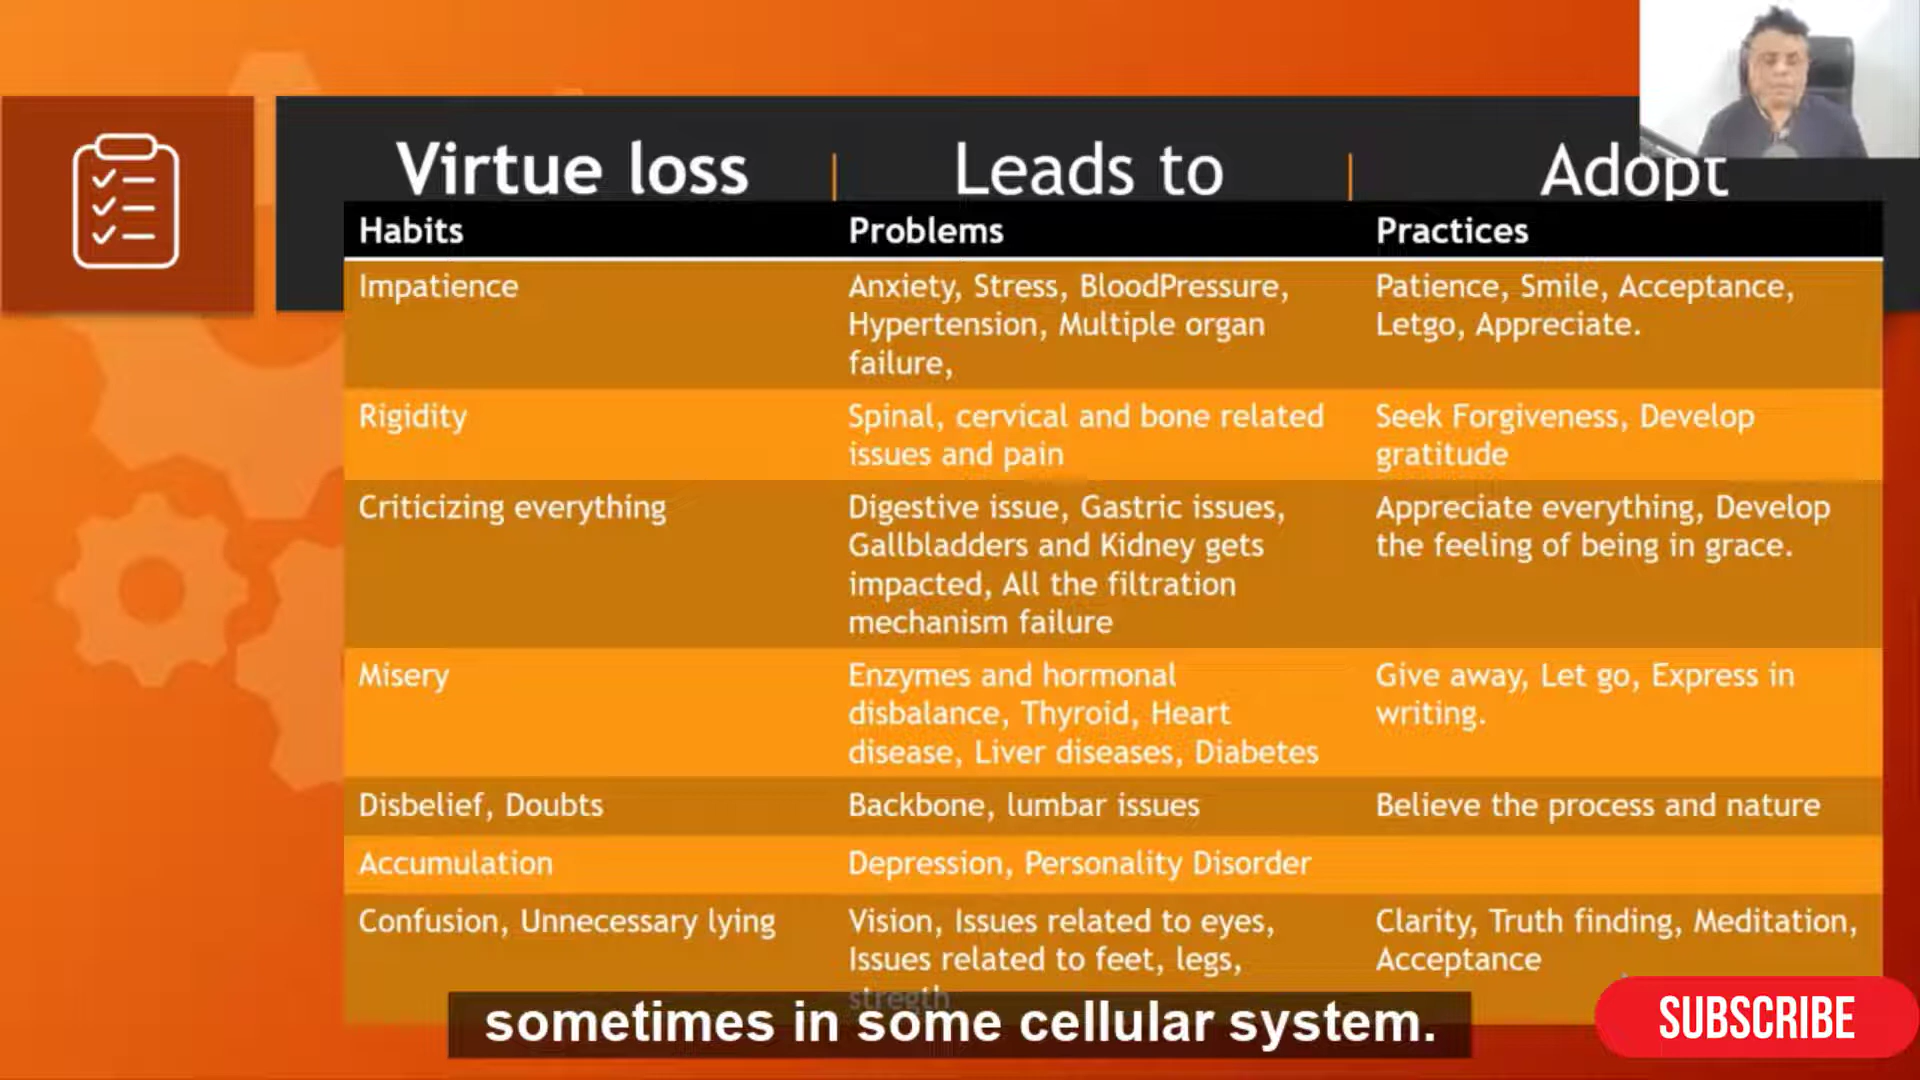 Virtue loss | Leads to | Adopt
Habits Problems Practices
Impatience
Anxiety, Stress, BloodPressure,
Hypertension, Multiple organ
failure,
Patience, Smile, Acceptance,
Letgo, Appreciate.
Rigidity
Spinal, cervical and bone related
issues and pain
Seek Forgiveness, Develop
gratitude
Criticizing everything
Digestive issue, Gastric issues,
Gallbladders and Kidney gets
impacted, All the filtration
mechanism failure
Appreciate everything, Develop
the feeling of being in grace.
Misery
Enzymes and hormonal
disbalance, Thyroid, Heart
disease, Liver diseases, Diabetes
Give away, Let go, Express in
writing.
Disbelief, Doubts
Backbone, lumbar issues
Believe the process and nature
Accumulation
Depression, Personality Disorder
Confusion, Unnecessary lying
Vision, Issues related to eyes,
Issues related to feet, legs,
stregth
Clarity, Truth finding, Meditation,
Acceptance
sometimes in some cellular system.
SUBSCRIBE